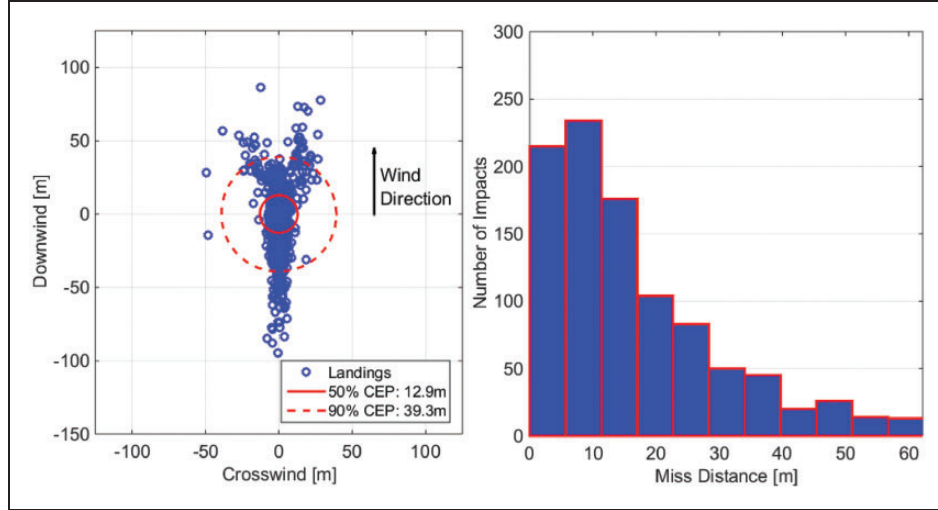 100
50
0
-50
-100
-150
-100
-50
0
50
100
Downwind [m]
Crosswind [m]
Wind
Direction
Landings
50% CEP: 12.9m
90% CEP: 39.3m
300
250
200
150
100
50
0
0
10
20
30
40
50
60
Number of Impacts
Miss Distance [m]